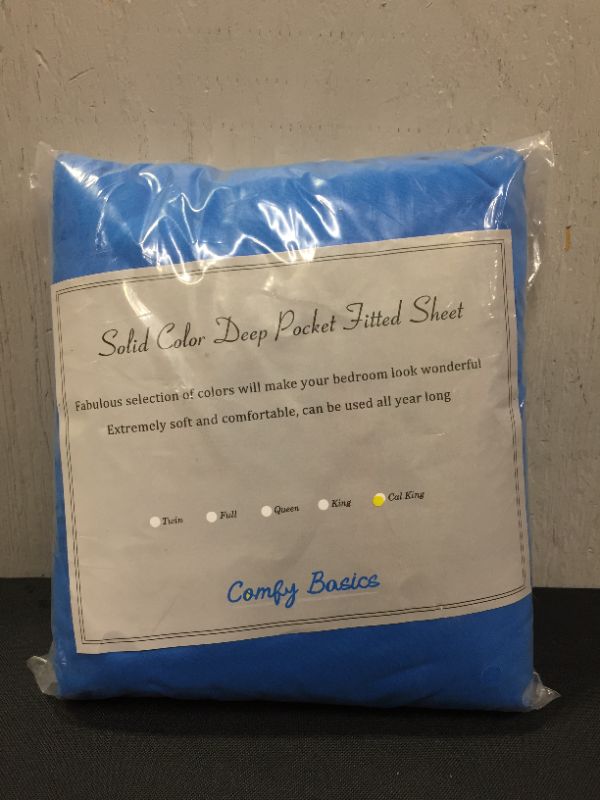 Solid Color Deep Pocket Fitted Sheet
Fabulous selection of colors will make your bedroom look wonderful
Extremely soft and comfortable, can be used all year long
Twin Full Queen King Cal King
Comfy Basics